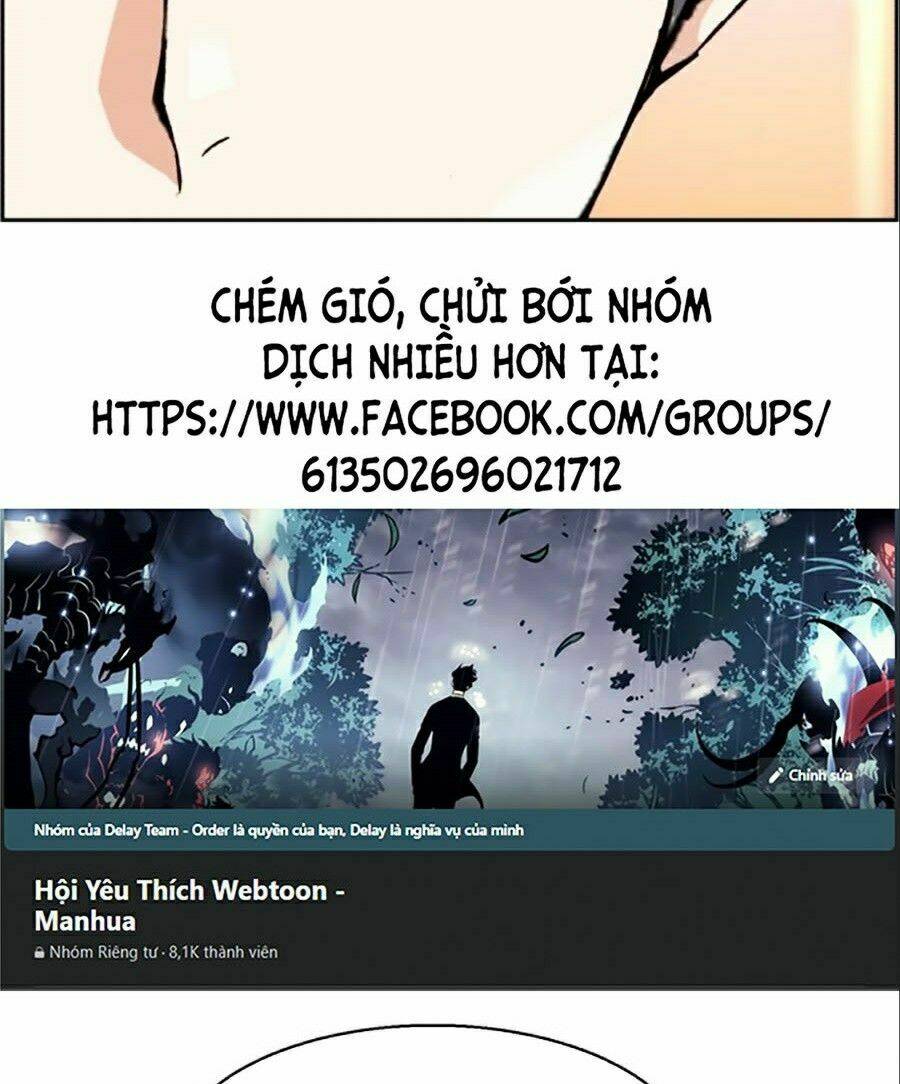 CHÉM GIÓ, CHỬI BỚI NHÓM
DỊCH NHIỀU HƠN TẠI:
HTTPS://WWW.FACEBOOK.COM/GROUPS/
613502696021712
Chỉnh sửa
Nhóm của Delay Team - Order là quyền của bạn, Delay là nghĩa vụ của mình
Hội Yêu Thích Webtoon -
Manhua
Nhóm Riêng tư · 8,1K thành viên